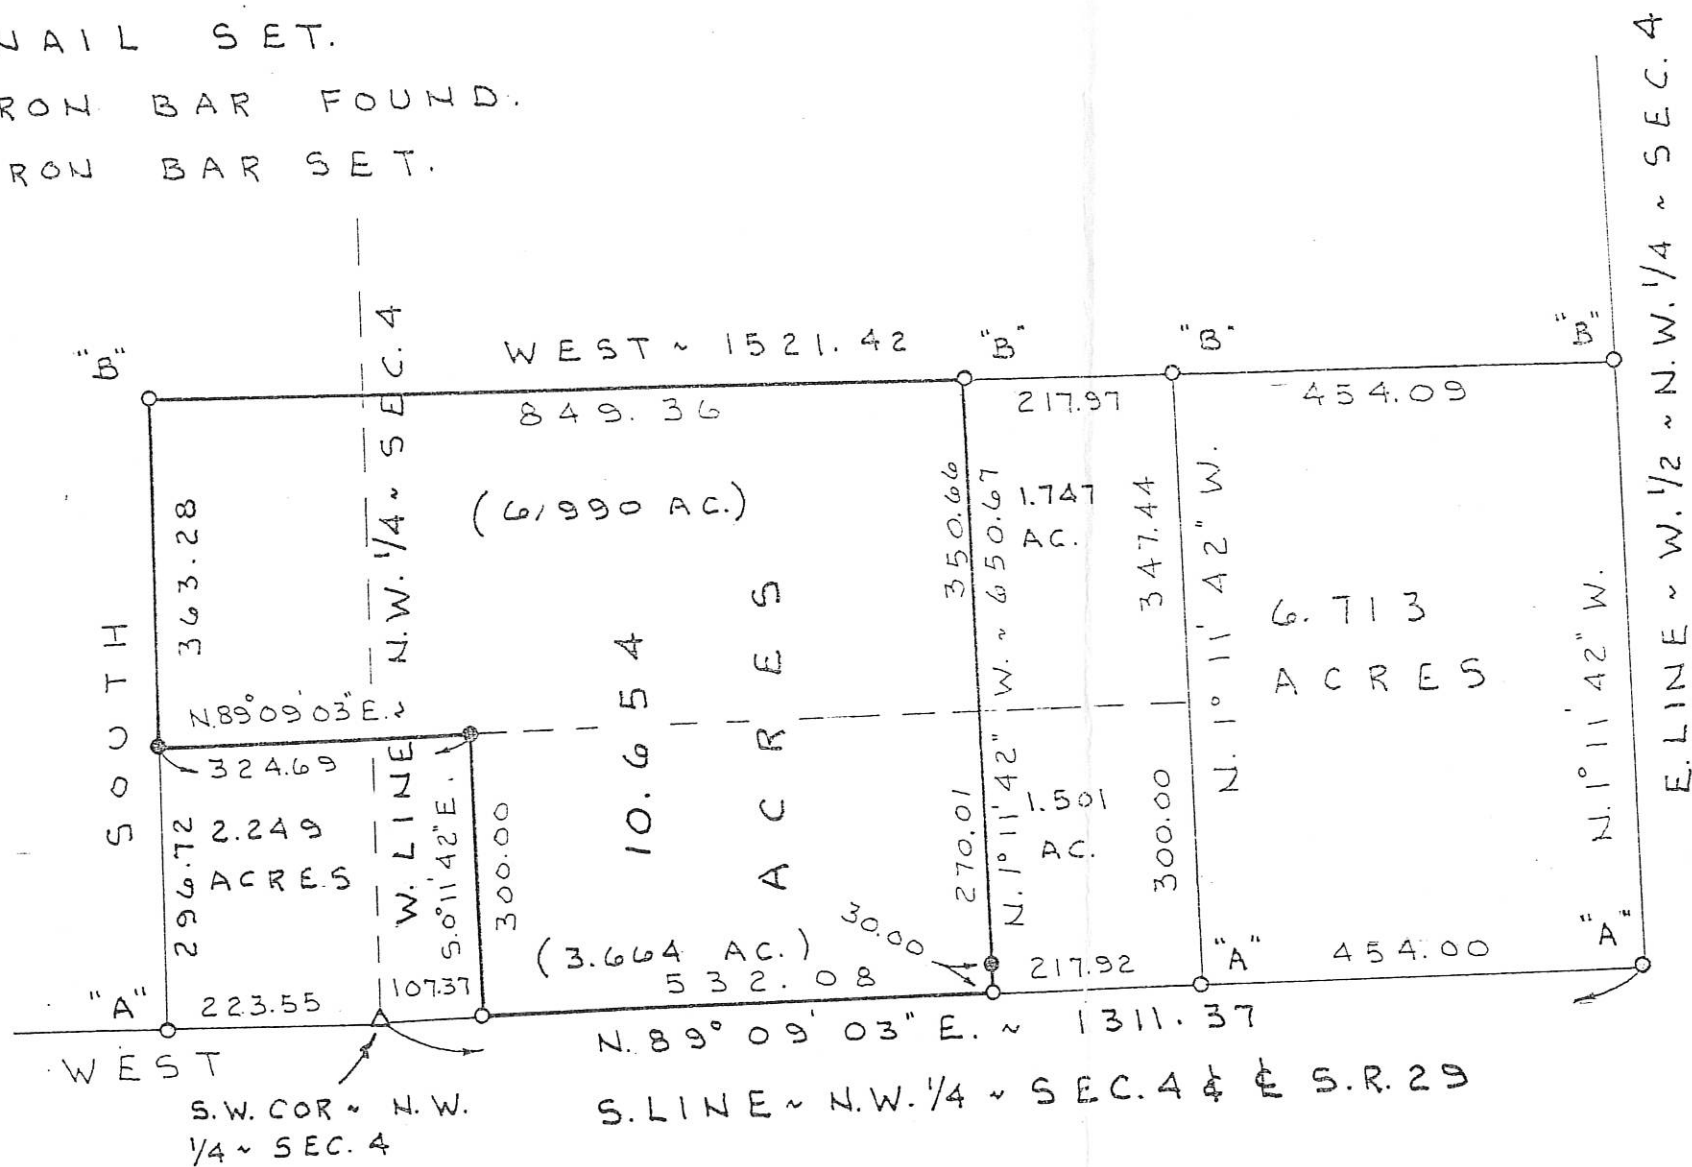 NAIL SET.
RON BAR FOUND.
RON BAR SET.
E. LINE ~ W. 1/2 ~ N.W. 1/4 ~ SEC. 4
"B"
WEST ~ 1521.42
"B"
"B"
"B"
849.36
217.97
454.09
W. LINE ~ N.W. 1/4 ~ SEC. 4
SOUTH
363.28
(6.990 AC.)
350.66
N. 1° 11' 42" W. ~ 650.67
1.747
AC.
347.44
N. 1° 11' 42" W.
6.713
ACRES
N. 1° 11' 42" W.
N. 89° 09' 03" E. ~
324.69
10.654
ACRES
296.72
2.249
ACRES
S. 0° 11' 42" E.
300.00
270.01
1.501
AC.
300.00
(3.664 AC.)
30.00
"A"
223.55
107.37
532.08
217.92
"A"
454.00
"A"
WEST
N. 89° 09' 03" E. ~ 1311.37
S.W. COR ~ N.W.
1/4 ~ SEC. 4
S. LINE ~ N.W. 1/4 ~ SEC. 4 & ℄ S.R. 29